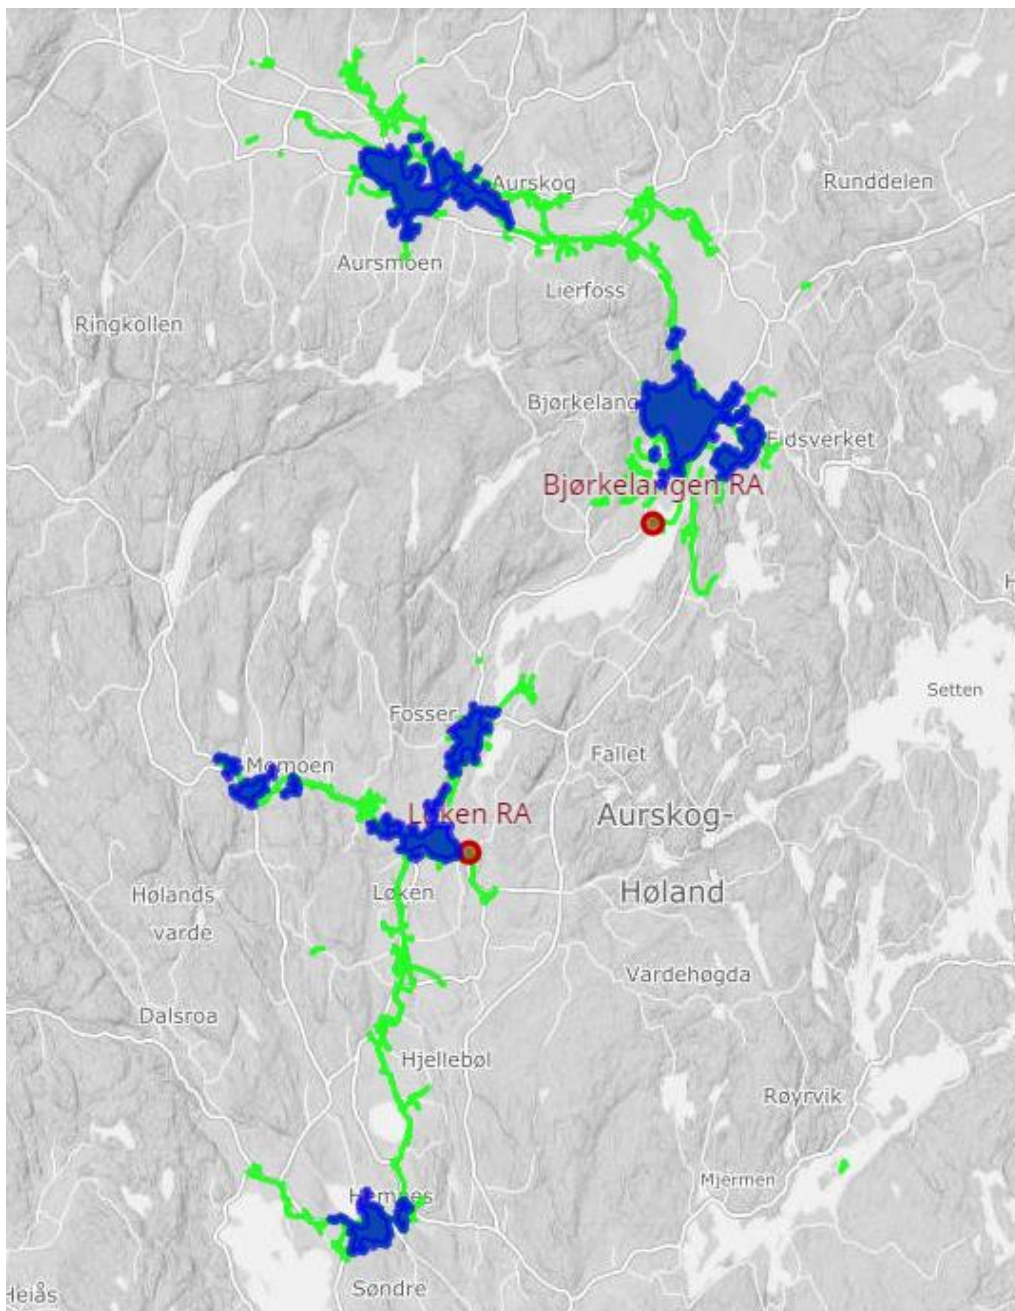 Aurskog
Runddelen
Aursmoen
Lierfoss
Ringkollen
Bjørkelang
Eidsverket
Bjørkelangen RA
Setten
Fosser
Fallet
Momoen
Løken RA
Aurskog-
Høland
Hølands
varde
Løken
Vardehøgda
Dalsroa
Hjellebøl
Røyrvik
Mjermen
Søndre
Heiås